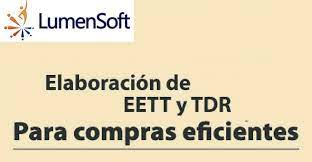 LumenSoft
Elaboración de
EETT y TDR
Para compras eficientes